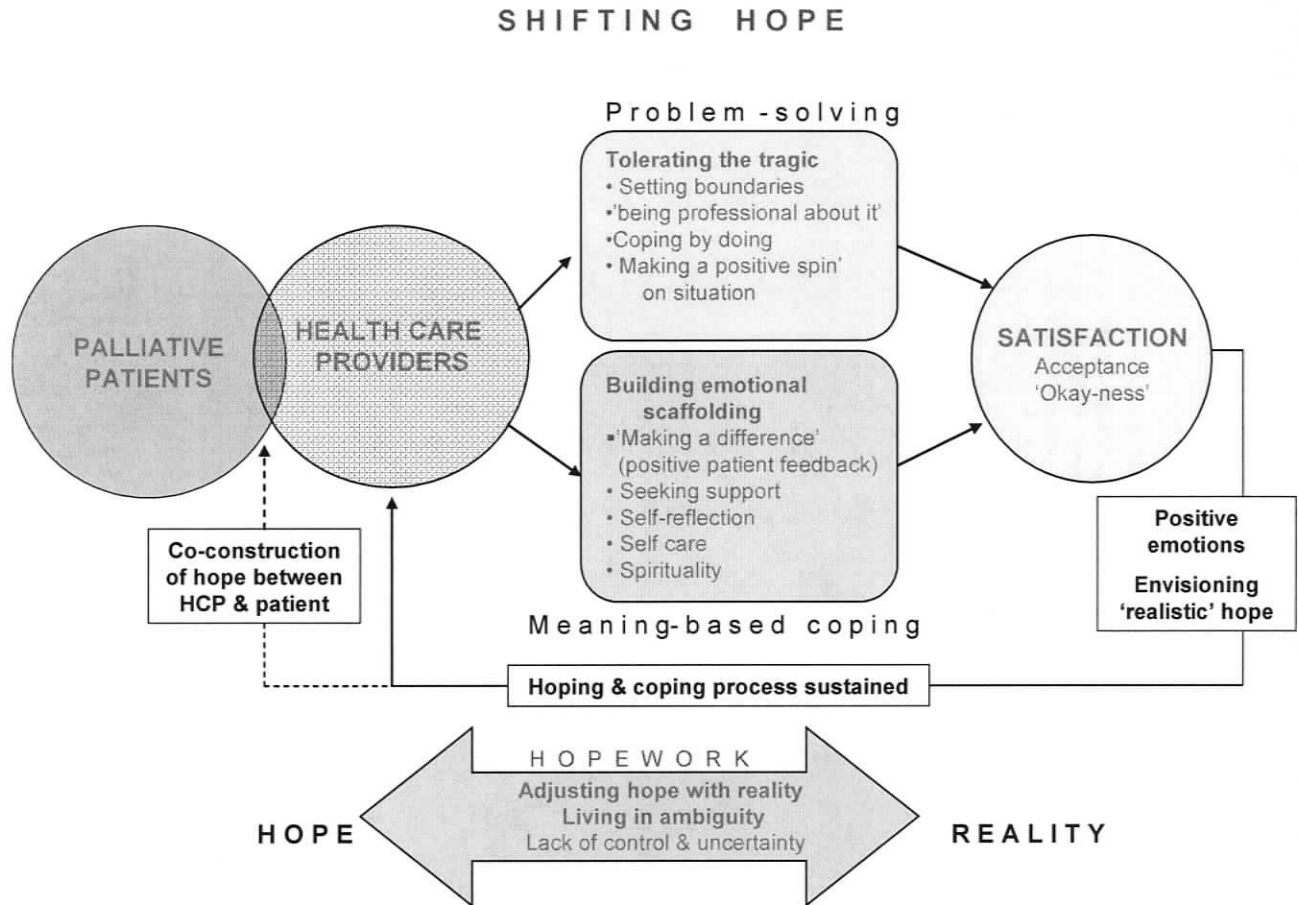 SHIFTING HOPE
Problem -solving
Tolerating the tragic
• Setting boundaries
•'being professional about it'
•Coping by doing
• Making a positive spin'
on situation
PALLIATIVE
PATIENTS
HEALTH CARE
PROVIDERS
SATISFACTION
Acceptance
'Okay-ness'
Building emotional
scaffolding
▪'Making a difference'
(positive patient feedback)
• Seeking support
• Self-reflection
• Self care
• Spirituality
Meaning-based coping
Co-construction
of hope between
HCP & patient
Positive
emotions
Envisioning
'realistic' hope
Hoping & coping process sustained
HOPEWORK
Adjusting hope with reality
Living in ambiguity
Lack of control & uncertainty
HOPE
REALITY